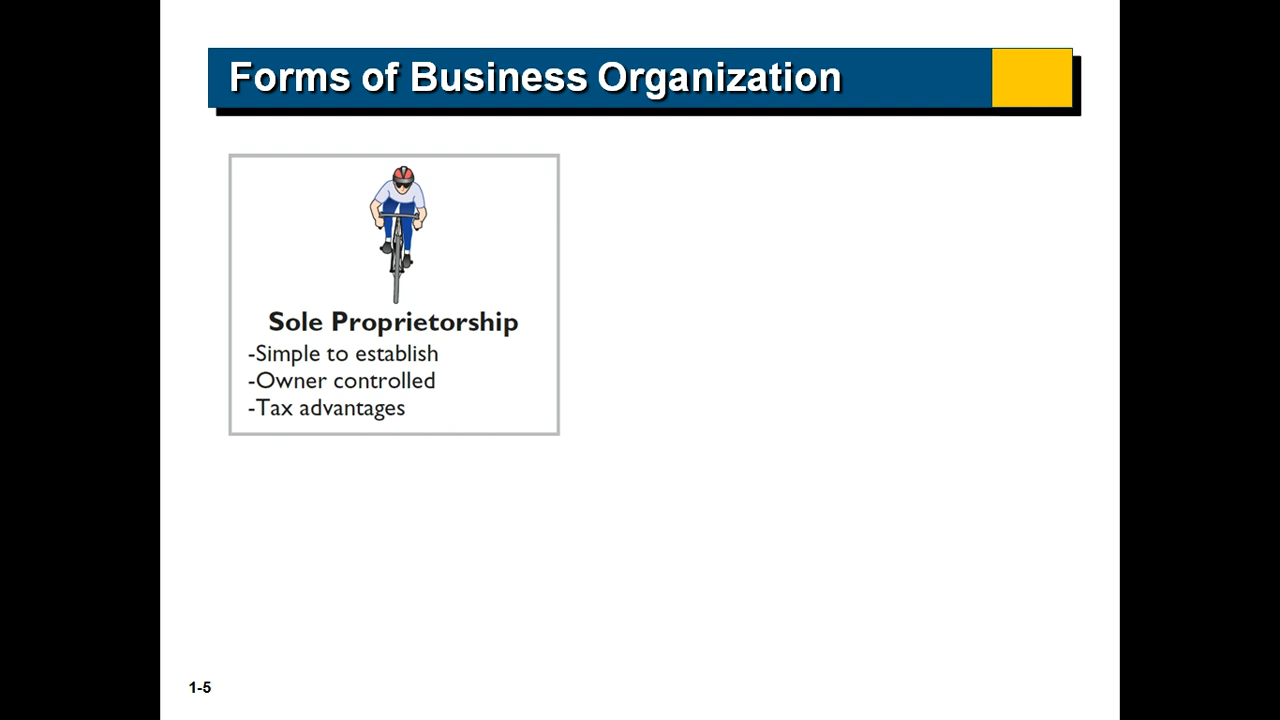 Forms of Business Organization
Sole Proprietorship
-Simple to establish
-Owner controlled
-Tax advantages
1-5